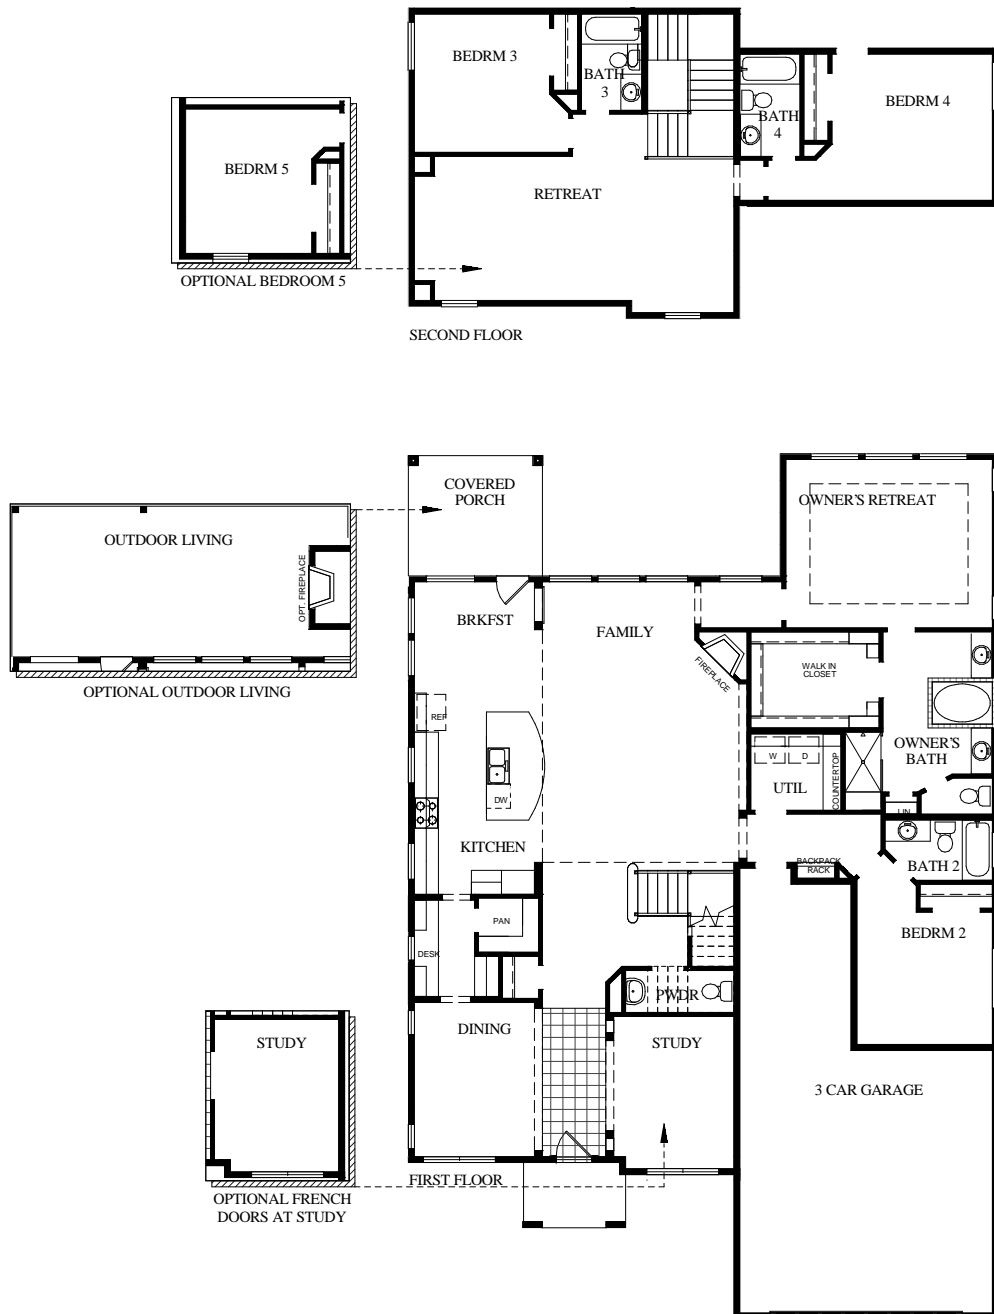 BEDRM 3
BATH
3
BEDRM 4
BATH
4
BEDRM 5
RETREAT
OPTIONAL BEDROOM 5
SECOND FLOOR
COVERED
PORCH
OWNER'S RETREAT
OUTDOOR LIVING
OPT. FIREPLACE
BRKFST
FAMILY
FIREPLACE
WALK IN
CLOSET
OPTIONAL OUTDOOR LIVING
REF
OWNER'S
BATH
W
D
COUNTERTOP
UTIL
DW
LIN
KITCHEN
BACKPACK
RACK
BATH 2
PAN
BEDRM 2
DESK
PWDR
DINING
STUDY
STUDY
3 CAR GARAGE
FIRST FLOOR
OPTIONAL FRENCH
DOORS AT STUDY